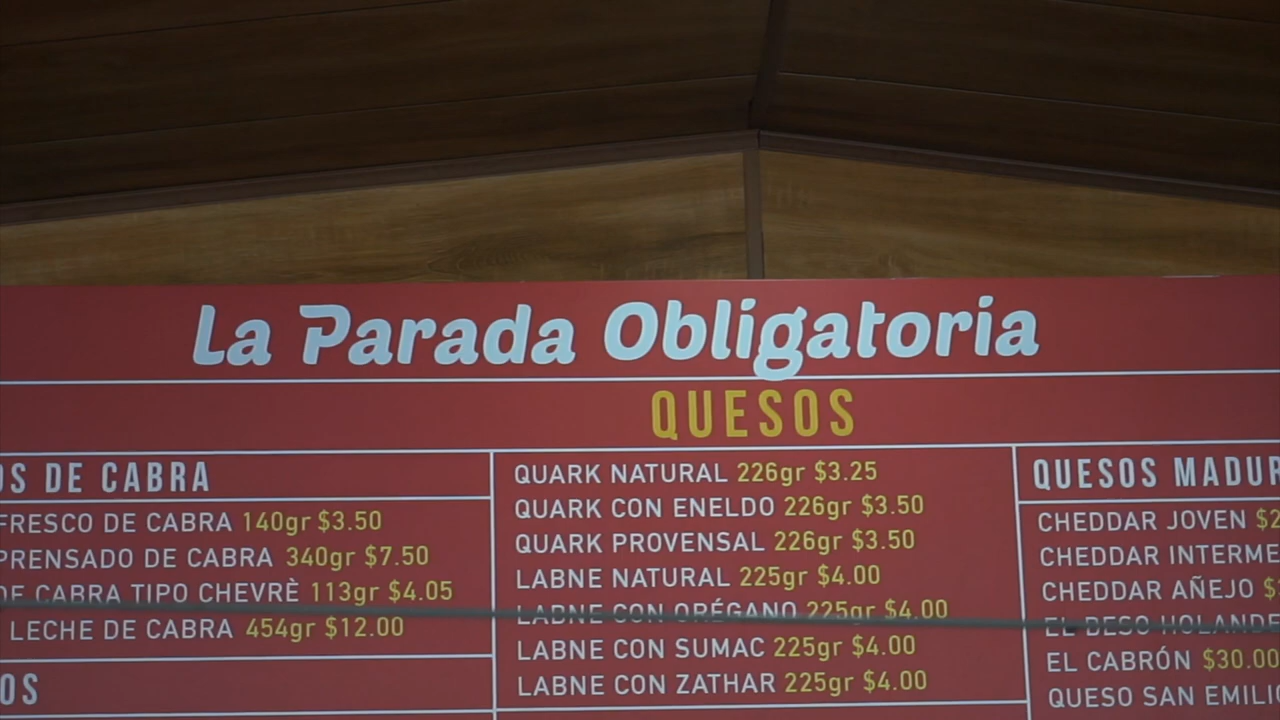 La Parada Obligatoria
QUESOS
OS DE CABRA
FRESCO DE CABRA 140gr $3.50
PRENSADO DE CABRA 340gr $7.50
DE CABRA TIPO CHEVRÈ 113gr $4.05
LECHE DE CABRA 454gr $12.00
OS
QUARK NATURAL 226gr $3.25
QUARK CON ENELDO 226gr $3.50
QUARK PROVENSAL 226gr $3.50
LABNE NATURAL 225gr $4.00
LABNE CON ORÉGANO 225gr $4.00
LABNE CON SUMAC 225gr $4.00
LABNE CON ZATHAR 225gr $4.00
QUESOS MADUR
CHEDDAR JOVEN $2
CHEDDAR INTERME
CHEDDAR AÑEJO $
EL BESO HOLANDE
EL CABRÓN $30.00
QUESO SAN EMILI